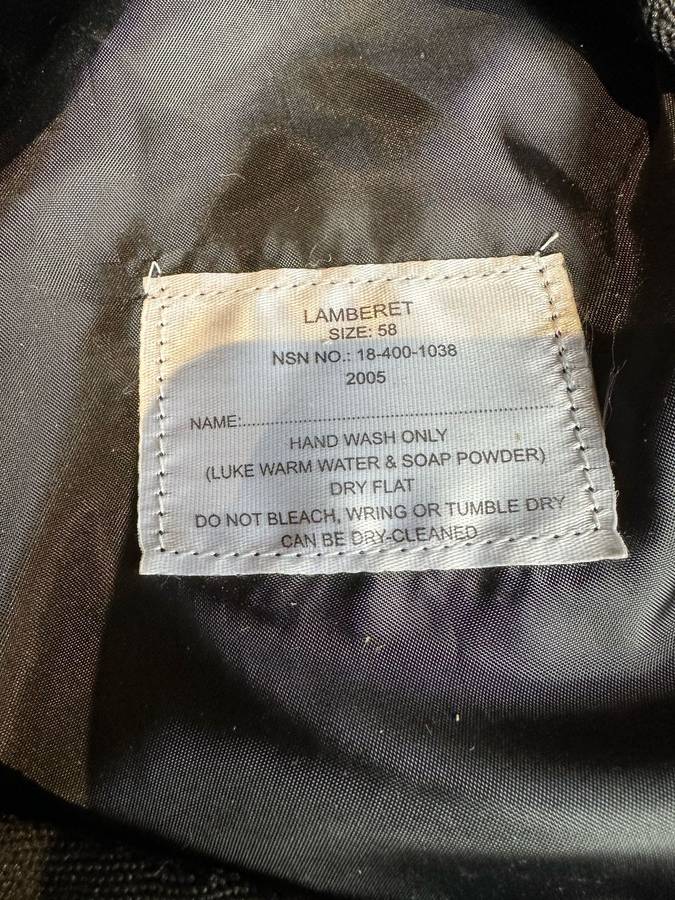 LAMBERET
SIZE: 58
NSN NO.: 18-400-1038
2005
NAME:..........................................................
HAND WASH ONLY
(LUKE WARM WATER & SOAP POWDER)
DRY FLAT
DO NOT BLEACH, WRING OR TUMBLE DRY
CAN BE DRY-CLEANED